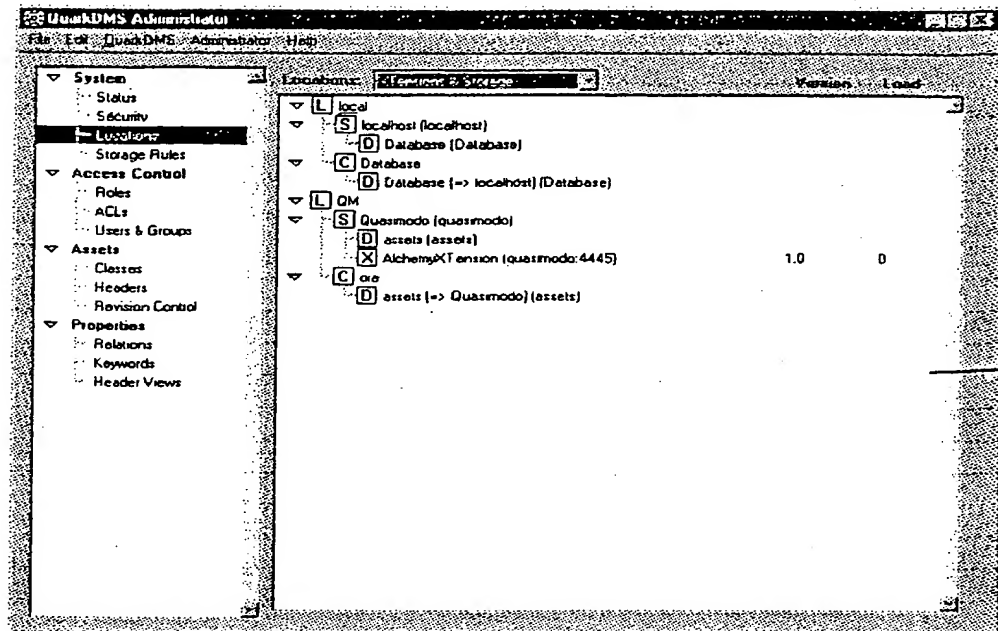 QuarkDMS Administrator
File Edit QuarkDMS Administrator Help
System
Status
Security
Locations
Storage Rules
Access Control
Roles
ACLs
Users & Groups
Assets
Classes
Headers
Revision Control
Properties
Relations
Keywords
Header Views
Locations: XTensions & Storage Version Load
L local
S localhost (localhost)
D Database (Database)
C Database
D Database (=> localhost) (Database)
L QM
S Quasimodo (quasimodo)
D assets (assets)
X AlchemyXTension (quasimodo:4445) 1.0 0
C
D assets (=> Quasimodo) (assets)